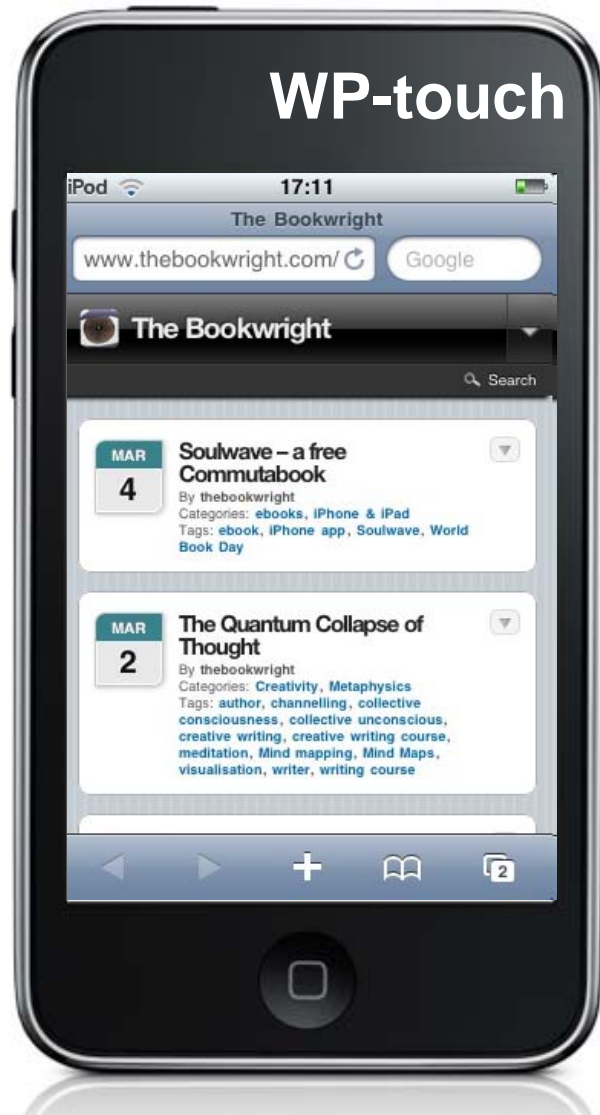 WP-touch
iPod 17:11
The Bookwright
www.thebookwright.com/ Google
The Bookwright
Search
MAR
4
Soulwave – a free
Commutabook
By thebookwright
Categories: ebooks, iPhone & iPad
Tags: ebook, iPhone app, Soulwave, World
Book Day
MAR
2
The Quantum Collapse of
Thought
By thebookwright
Categories: Creativity, Metaphysics
Tags: author, channelling, collective
consciousness, collective unconscious,
creative writing, creative writing course,
meditation, Mind mapping, Mind Maps,
visualisation, writer, writing course
2